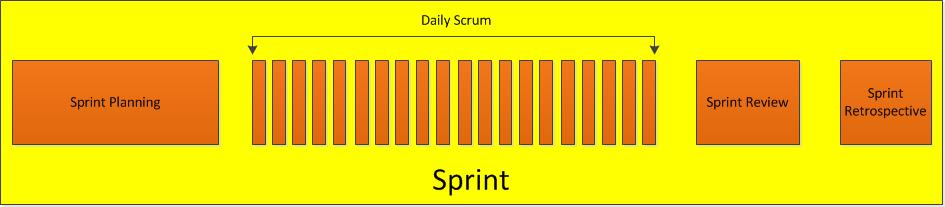 Daily Scrum
Sprint Planning
Sprint Review
Sprint
Retrospective
Sprint